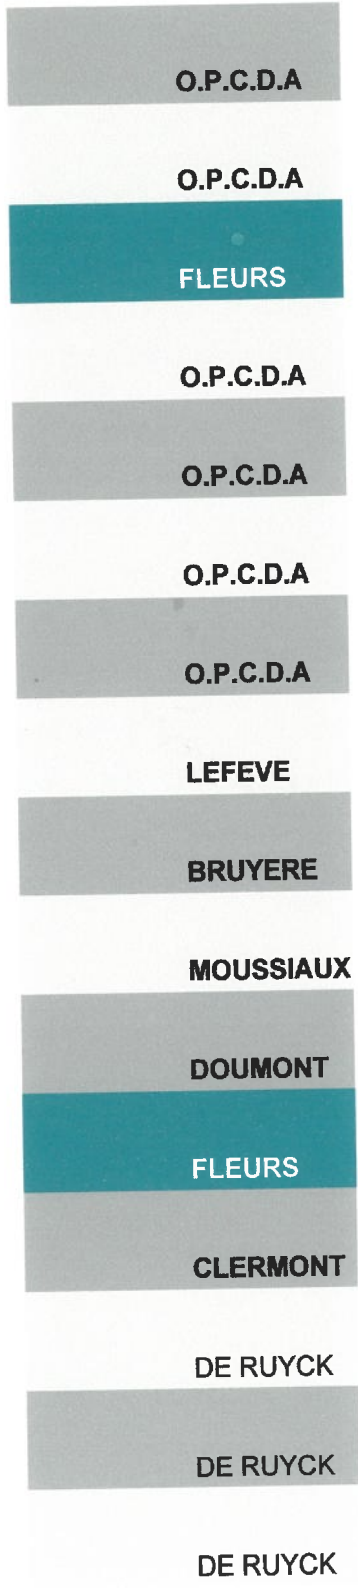 O.P.C.D.A
O.P.C.D.A
FLEURS
O.P.C.D.A
O.P.C.D.A
O.P.C.D.A
O.P.C.D.A
LEFEVE
BRUYERE
MOUSSIAUX
DOUMONT
FLEURS
CLERMONT
DE RUYCK
DE RUYCK
DE RUYCK